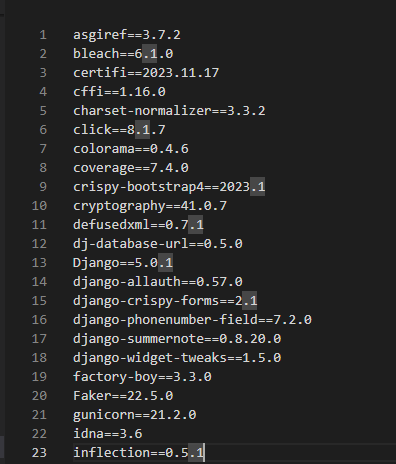 1 asgiref==3.7.2
2 bleach==6.1.0
3 certifi==2023.11.17
4 cffi==1.16.0
5 charset-normalizer==3.3.2
6 click==8.1.7
7 colorama==0.4.6
8 coverage==7.4.0
9 crispy-bootstrap4==2023.1
10 cryptography==41.0.7
11 defusedxml==0.7.1
12 dj-database-url==0.5.0
13 Django==5.0.1
14 django-allauth==0.57.0
15 django-crispy-forms==2.1
16 django-phonenumber-field==7.2.0
17 django-summernote==0.8.20.0
18 django-widget-tweaks==1.5.0
19 factory-boy==3.3.0
20 Faker==22.5.0
21 gunicorn==21.2.0
22 idna==3.6
23 inflection==0.5.1